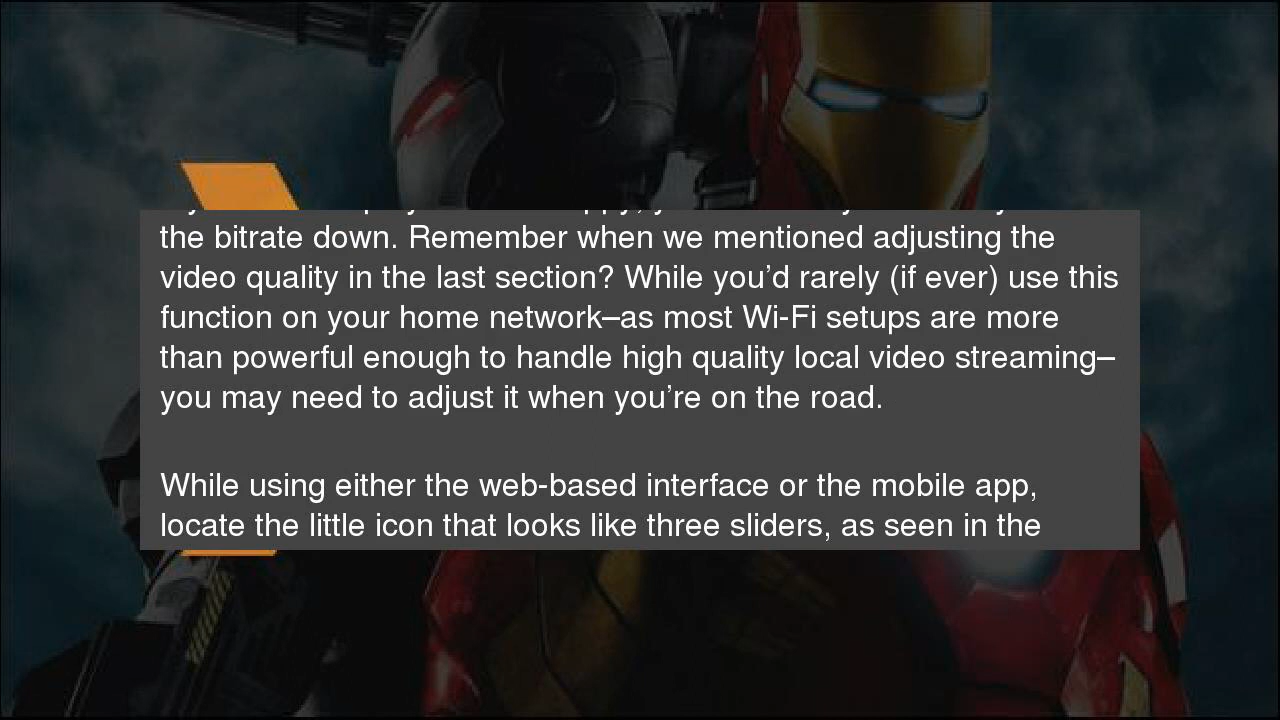 the bitrate down. Remember when we mentioned adjusting the
video quality in the last section? While you’d rarely (if ever) use this
function on your home network–as most Wi-Fi setups are more
than powerful enough to handle high quality local video streaming–
you may need to adjust it when you’re on the road.
While using either the web-based interface or the mobile app,
locate the little icon that looks like three sliders, as seen in the